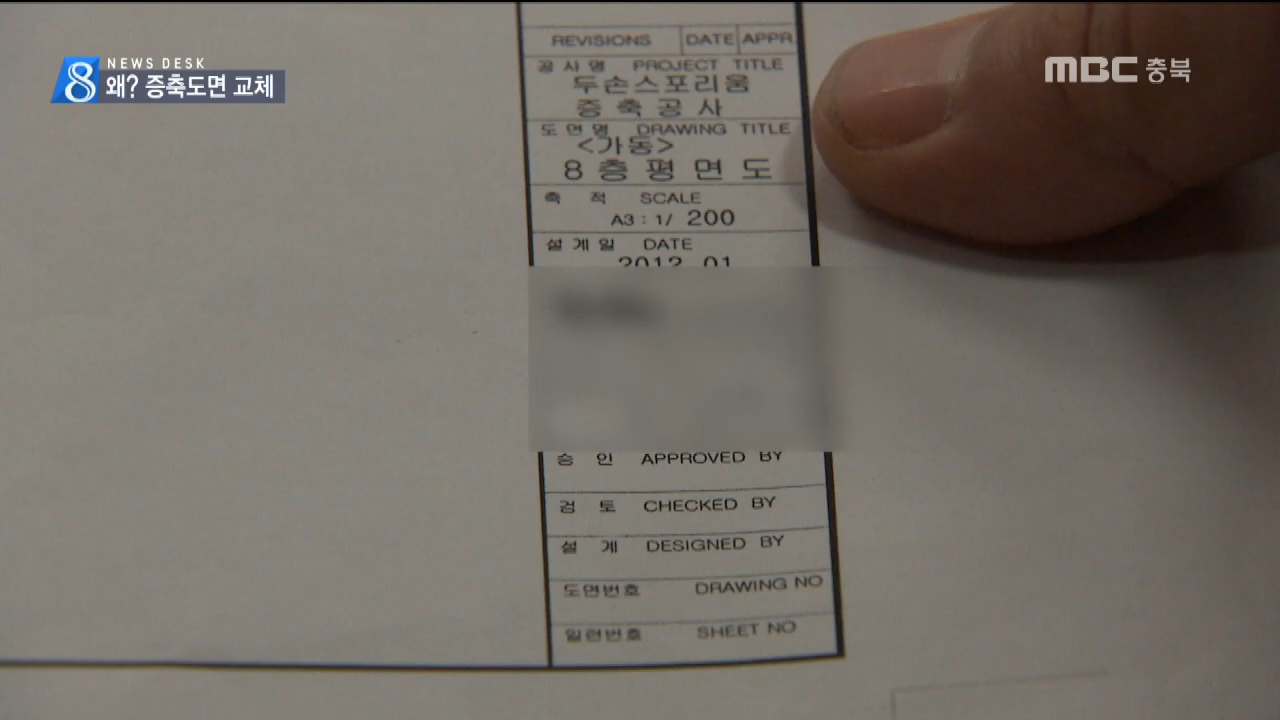 NEWS DESK
8 왜? 증축도면 교체
MBC 충북
REVISIONS DATE APPR.
공 사 명 PROJECT TITLE
두손스포리움
증 축 공 사
도 면 명 DRAWING TITLE
<가동>
8 층 평 면 도
축 척 SCALE
A3 : 1/ 200
설 계 일 DATE
2012. 01
승 인 APPROVED BY
검 토 CHECKED BY
설 계 DESIGNED BY
도면번호 DRAWING NO
일련번호 SHEET NO